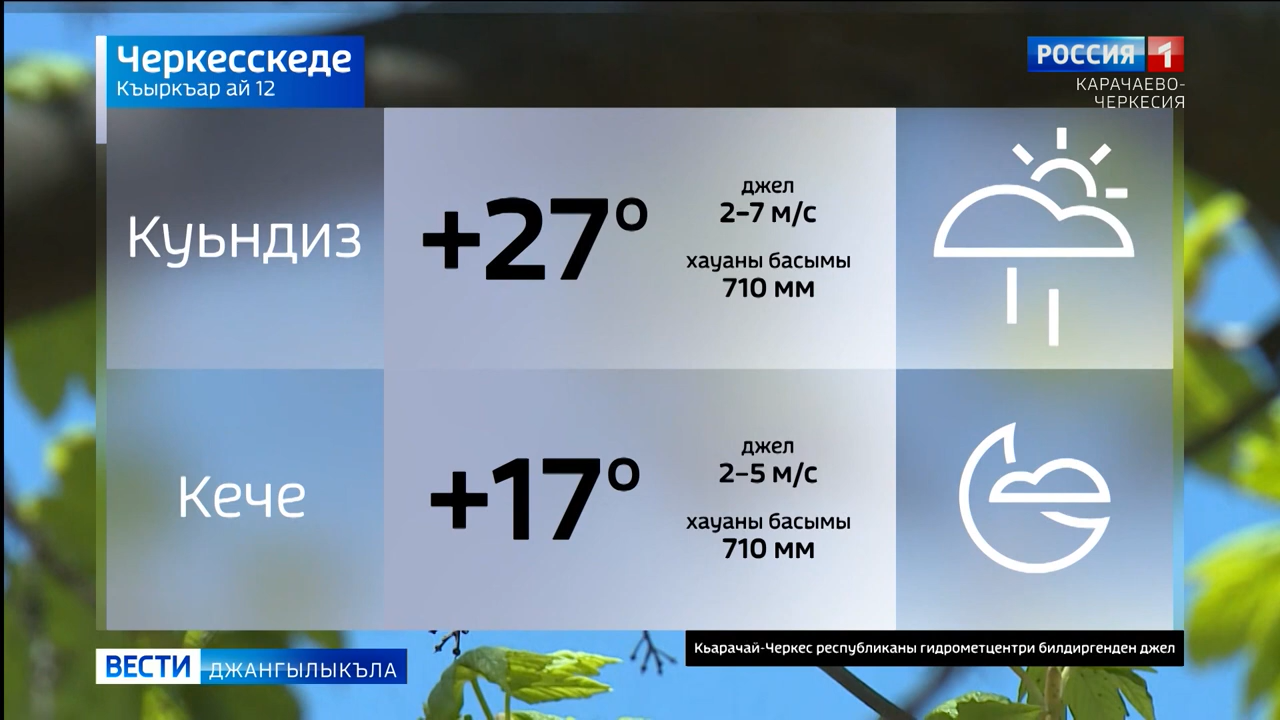 Черкесскеде
Къыркъар ай 12
РОССИЯ 1
КАРАЧАЕВО-
ЧЕРКЕСИЯ
Куьндиз
+27°
джел
2-7 м/с
хауаны басымы
710 мм
Кече
+17°
джел
2-5 м/с
хауаны басымы
710 мм
Кьарачай-Черкес республиканы гидрометцентри билдиргенден джел
ВЕСТИ ДЖАНГЫЛЫКЪЛА